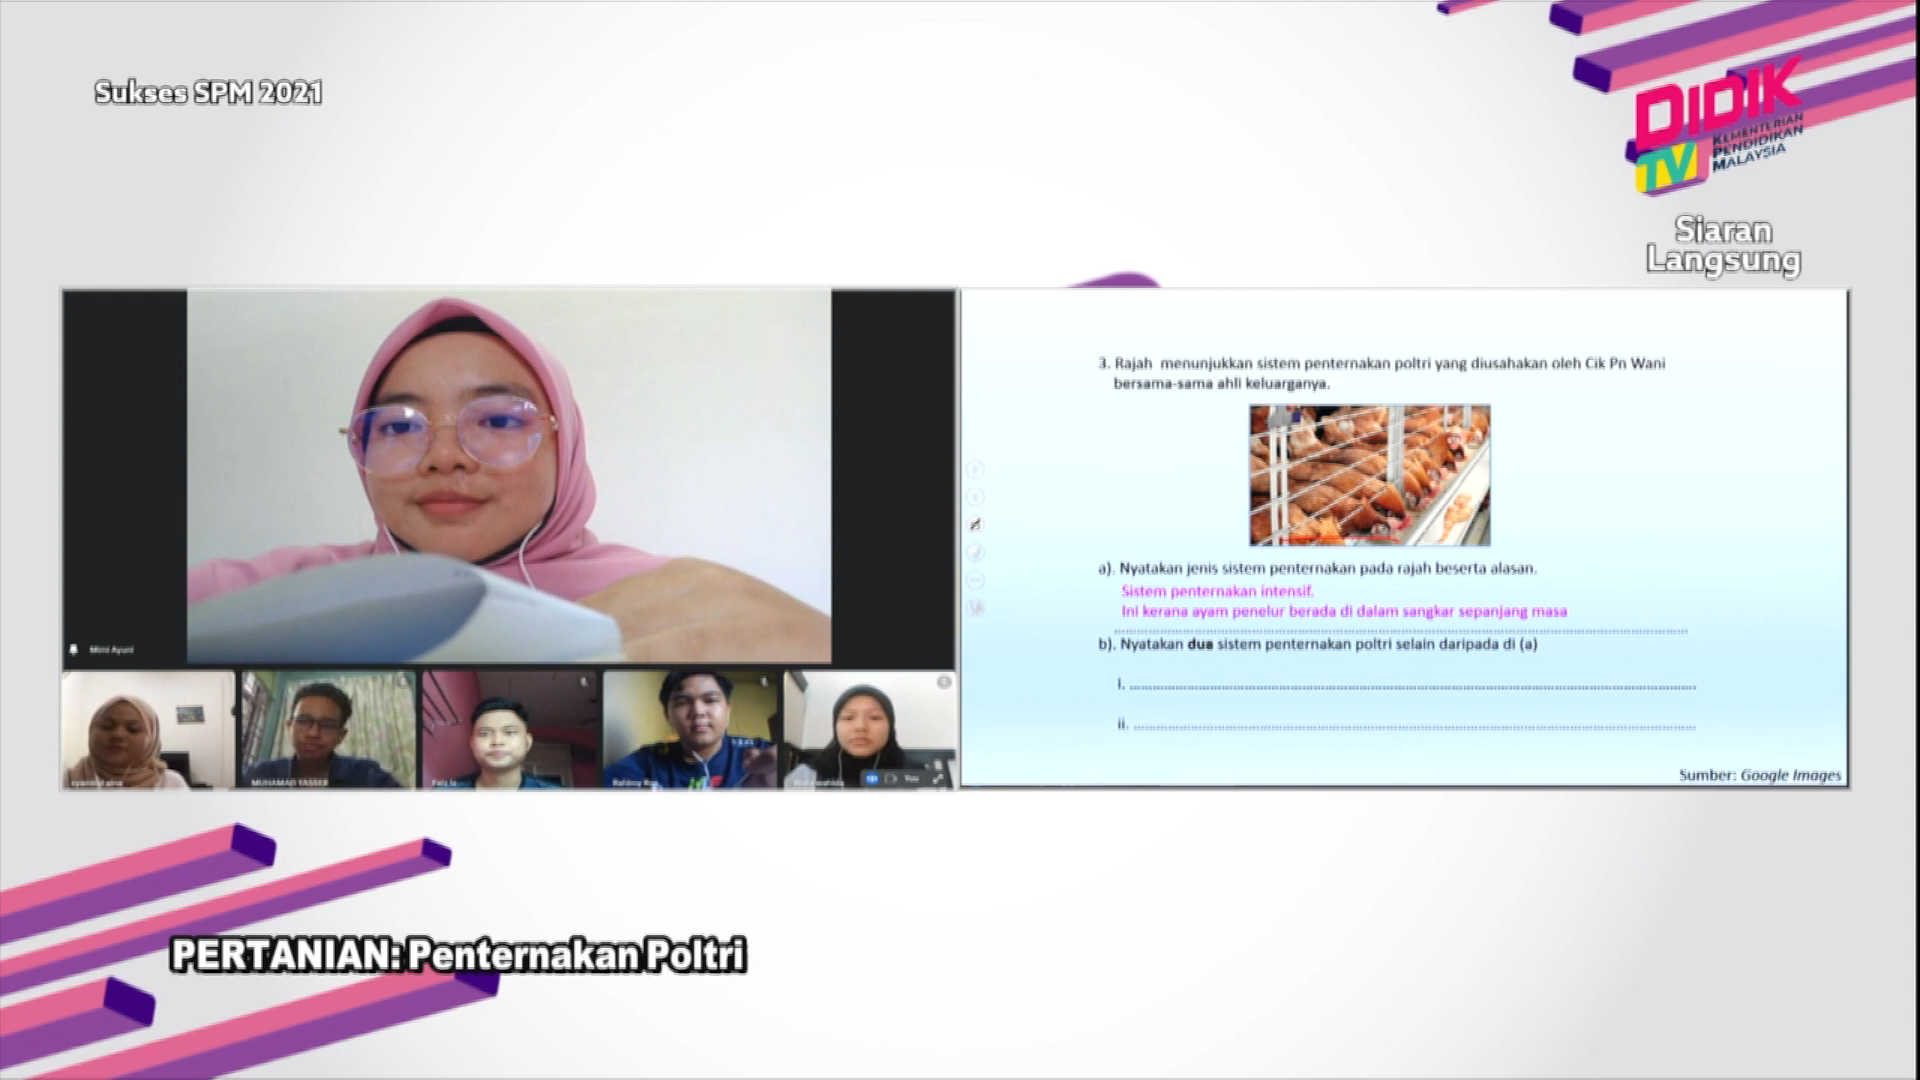 Sukses SPM 2021
DIDIK
TV
KEMENTERIAN
PENDIDIKAN
MALAYSIA
Siaran
Langsung
3. Rajah menunjukkan sistem penternakan poltri yang diusahakan oleh Cik Pn Wani
bersama-sama ahli keluarganya.
a). Nyatakan jenis sistem penternakan pada rajah beserta alasan.
Sistem penternakan intensif.
Ini kerana ayam penelur berada di dalam sangkar sepanjang masa
b). Nyatakan dua sistem penternakan poltri selain daripada di (a)
i.
ii.
Sumber: Google Images
Mimi Ayuni
MUHAMAD YASSER
You
PERTANIAN: Penternakan Poltri